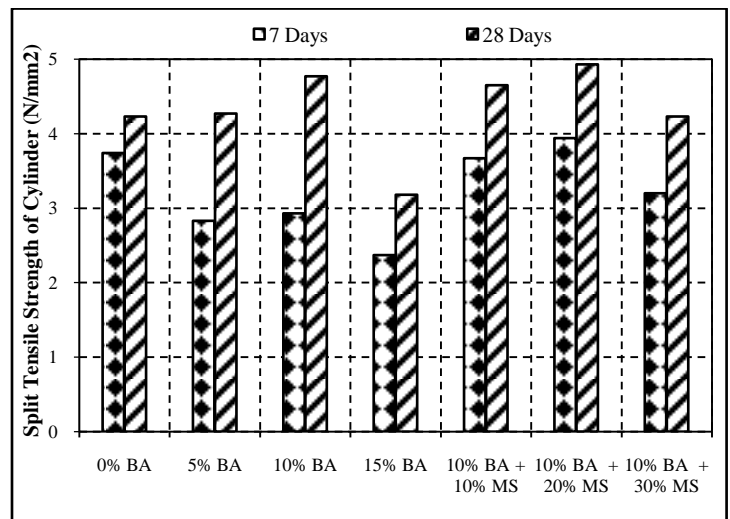 7 Days 28 Days
Split Tensile Strength of Cylinder (N/mm2)
5
4
3
2
1
0
0% BA 5% BA 10% BA 15% BA 10% BA + 10% BA + 10% BA +
10% MS 20% MS 30% MS